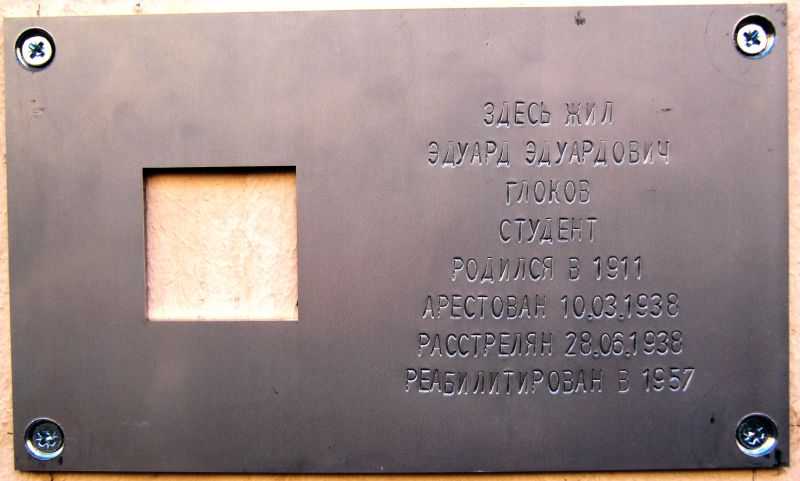 ЗДЕСЬ ЖИЛ
ЭДУАРД ЭДУАРДОВИЧ
ГЛОКОВ
СТУДЕНТ
РОДИЛСЯ В 1911
АРЕСТОВАН 10.03.1938
РАССТРЕЛЯН 28.06.1938
РЕАБИЛИТИРОВАН В 1957